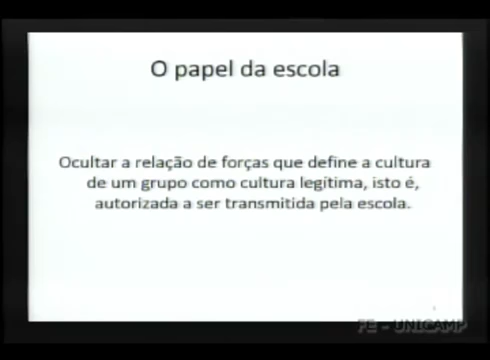 O papel da escola
Ocultar a relação de forças que define a cultura
de um grupo como cultura legítima, isto é,
autorizada a ser transmitida pela escola.
FE - UNICAMP